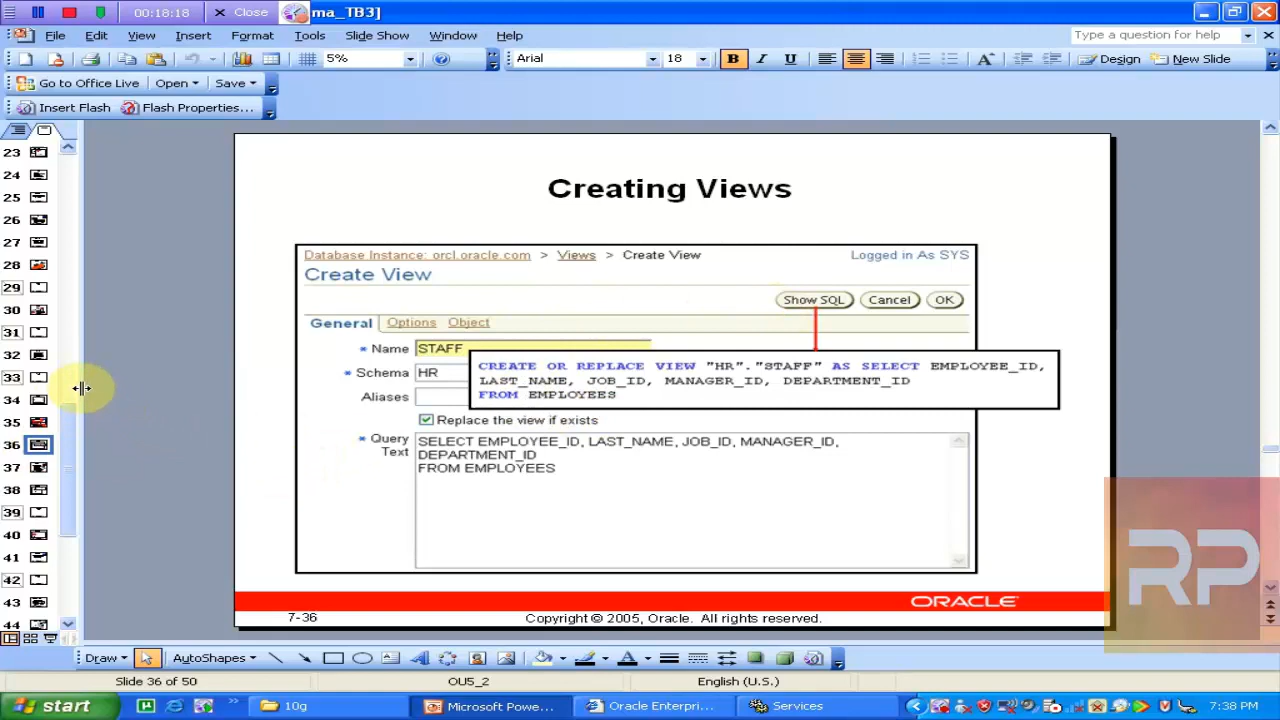 00:18:18 Close ma_TB3]
File Edit View Insert Format Tools Slide Show Window Help Type a question for help
5% Arial 18 B I U A Design New Slide
Go to Office Live Open Save
Insert Flash Flash Properties...
23
24
25
26
27
28
29
30
31
32
33
34
35
36
37
38
39
40
41
42
43
44
Creating Views
Database Instance: orcl.oracle.com > Views > Create View Logged in As SYS
Create View
Show SQL Cancel OK
General Options Object
* Name STAFF
* Schema HR
Aliases
CREATE OR REPLACE VIEW "HR"."STAFF" AS SELECT EMPLOYEE_ID,
LAST_NAME, JOB_ID, MANAGER_ID, DEPARTMENT_ID
FROM EMPLOYEES
Replace the view if exists
* Query Text
SELECT EMPLOYEE_ID, LAST_NAME, JOB_ID, MANAGER_ID,
DEPARTMENT_ID
FROM EMPLOYEES
ORACLE
7-36 Copyright © 2005, Oracle. All rights reserved.
RP
Draw AutoShapes A
Slide 36 of 50 OU5_2 English (U.S.)
start 10g Microsoft Powe... Oracle Enterpri... Services 7:38 PM